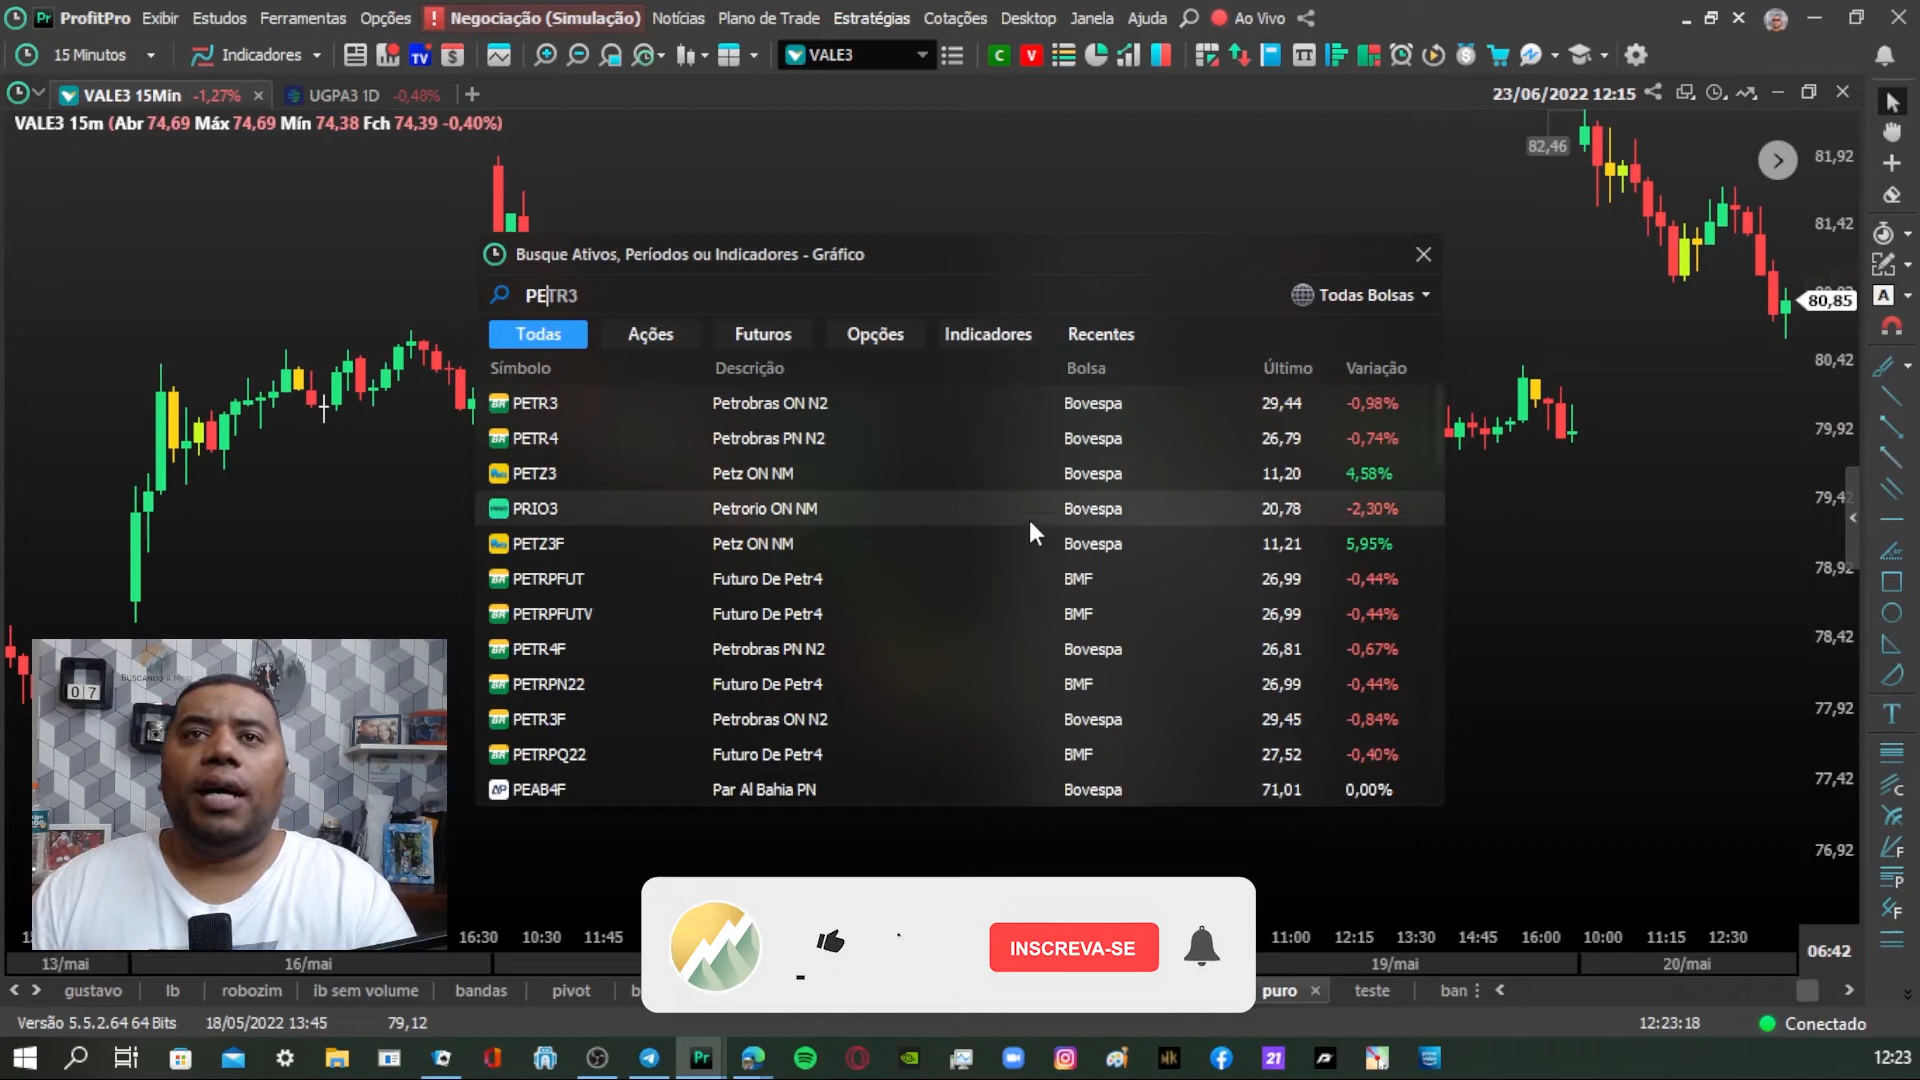 ProfitPro Exibir Estudos Ferramentas Opções Negociação (Simulação) Notícias Plano de Trade Estratégias Cotações Desktop Janela Ajuda Ao Vivo
15 Minutos Indicadores VALE3
VALE3 15Min -1,27% UGPA3 1D -0,48% 23/06/2022 12:15
VALE3 15m (Abr 74,69 Máx 74,69 Mín 74,38 Fch 74,39 -0,40%)
82,46
81,92
81,42
80,85
80,42
79,92
79,42
78,92
78,42
77,92
77,42
76,92
Busque Ativos, Períodos ou Indicadores - Gráfico
PETR3 Todas Bolsas
Todas Ações Futuros Opções Indicadores Recentes
Símbolo Descrição Bolsa Último Variação
PETR3 Petrobras ON N2 Bovespa 29,44 -0,98%
PETR4 Petrobras PN N2 Bovespa 26,79 -0,74%
PETZ3 Petz ON NM Bovespa 11,20 4,58%
PRIO3 Petrorio ON NM Bovespa 20,78 -2,30%
PETZ3F Petz ON NM Bovespa 11,21 5,95%
PETRPFUT Futuro De Petr4 BMF 26,99 -0,44%
PETRPFUTV Futuro De Petr4 BMF 26,99 -0,44%
PETR4F Petrobras PN N2 Bovespa 26,81 -0,67%
PETRPN22 Futuro De Petr4 BMF 26,99 -0,44%
PETR3F Petrobras ON N2 Bovespa 29,45 -0,84%
PETRPQ22 Futuro De Petr4 BMF 27,52 -0,40%
PEAB4F Par Al Bahia PN Bovespa 71,01 0,00%
07
INSCREVA-SE
16:30 10:30 11:45 11:00 12:15 13:30 14:45 16:00 10:00 11:15 12:30 06:42
13/mai 16/mai 19/mai 20/mai
gustavo lb robozim ib sem volume bandas pivot puro teste ban
Versão 5.5.2.64 64 Bits 18/05/2022 13:45 79,12 12:23:18 Conectado
12:23